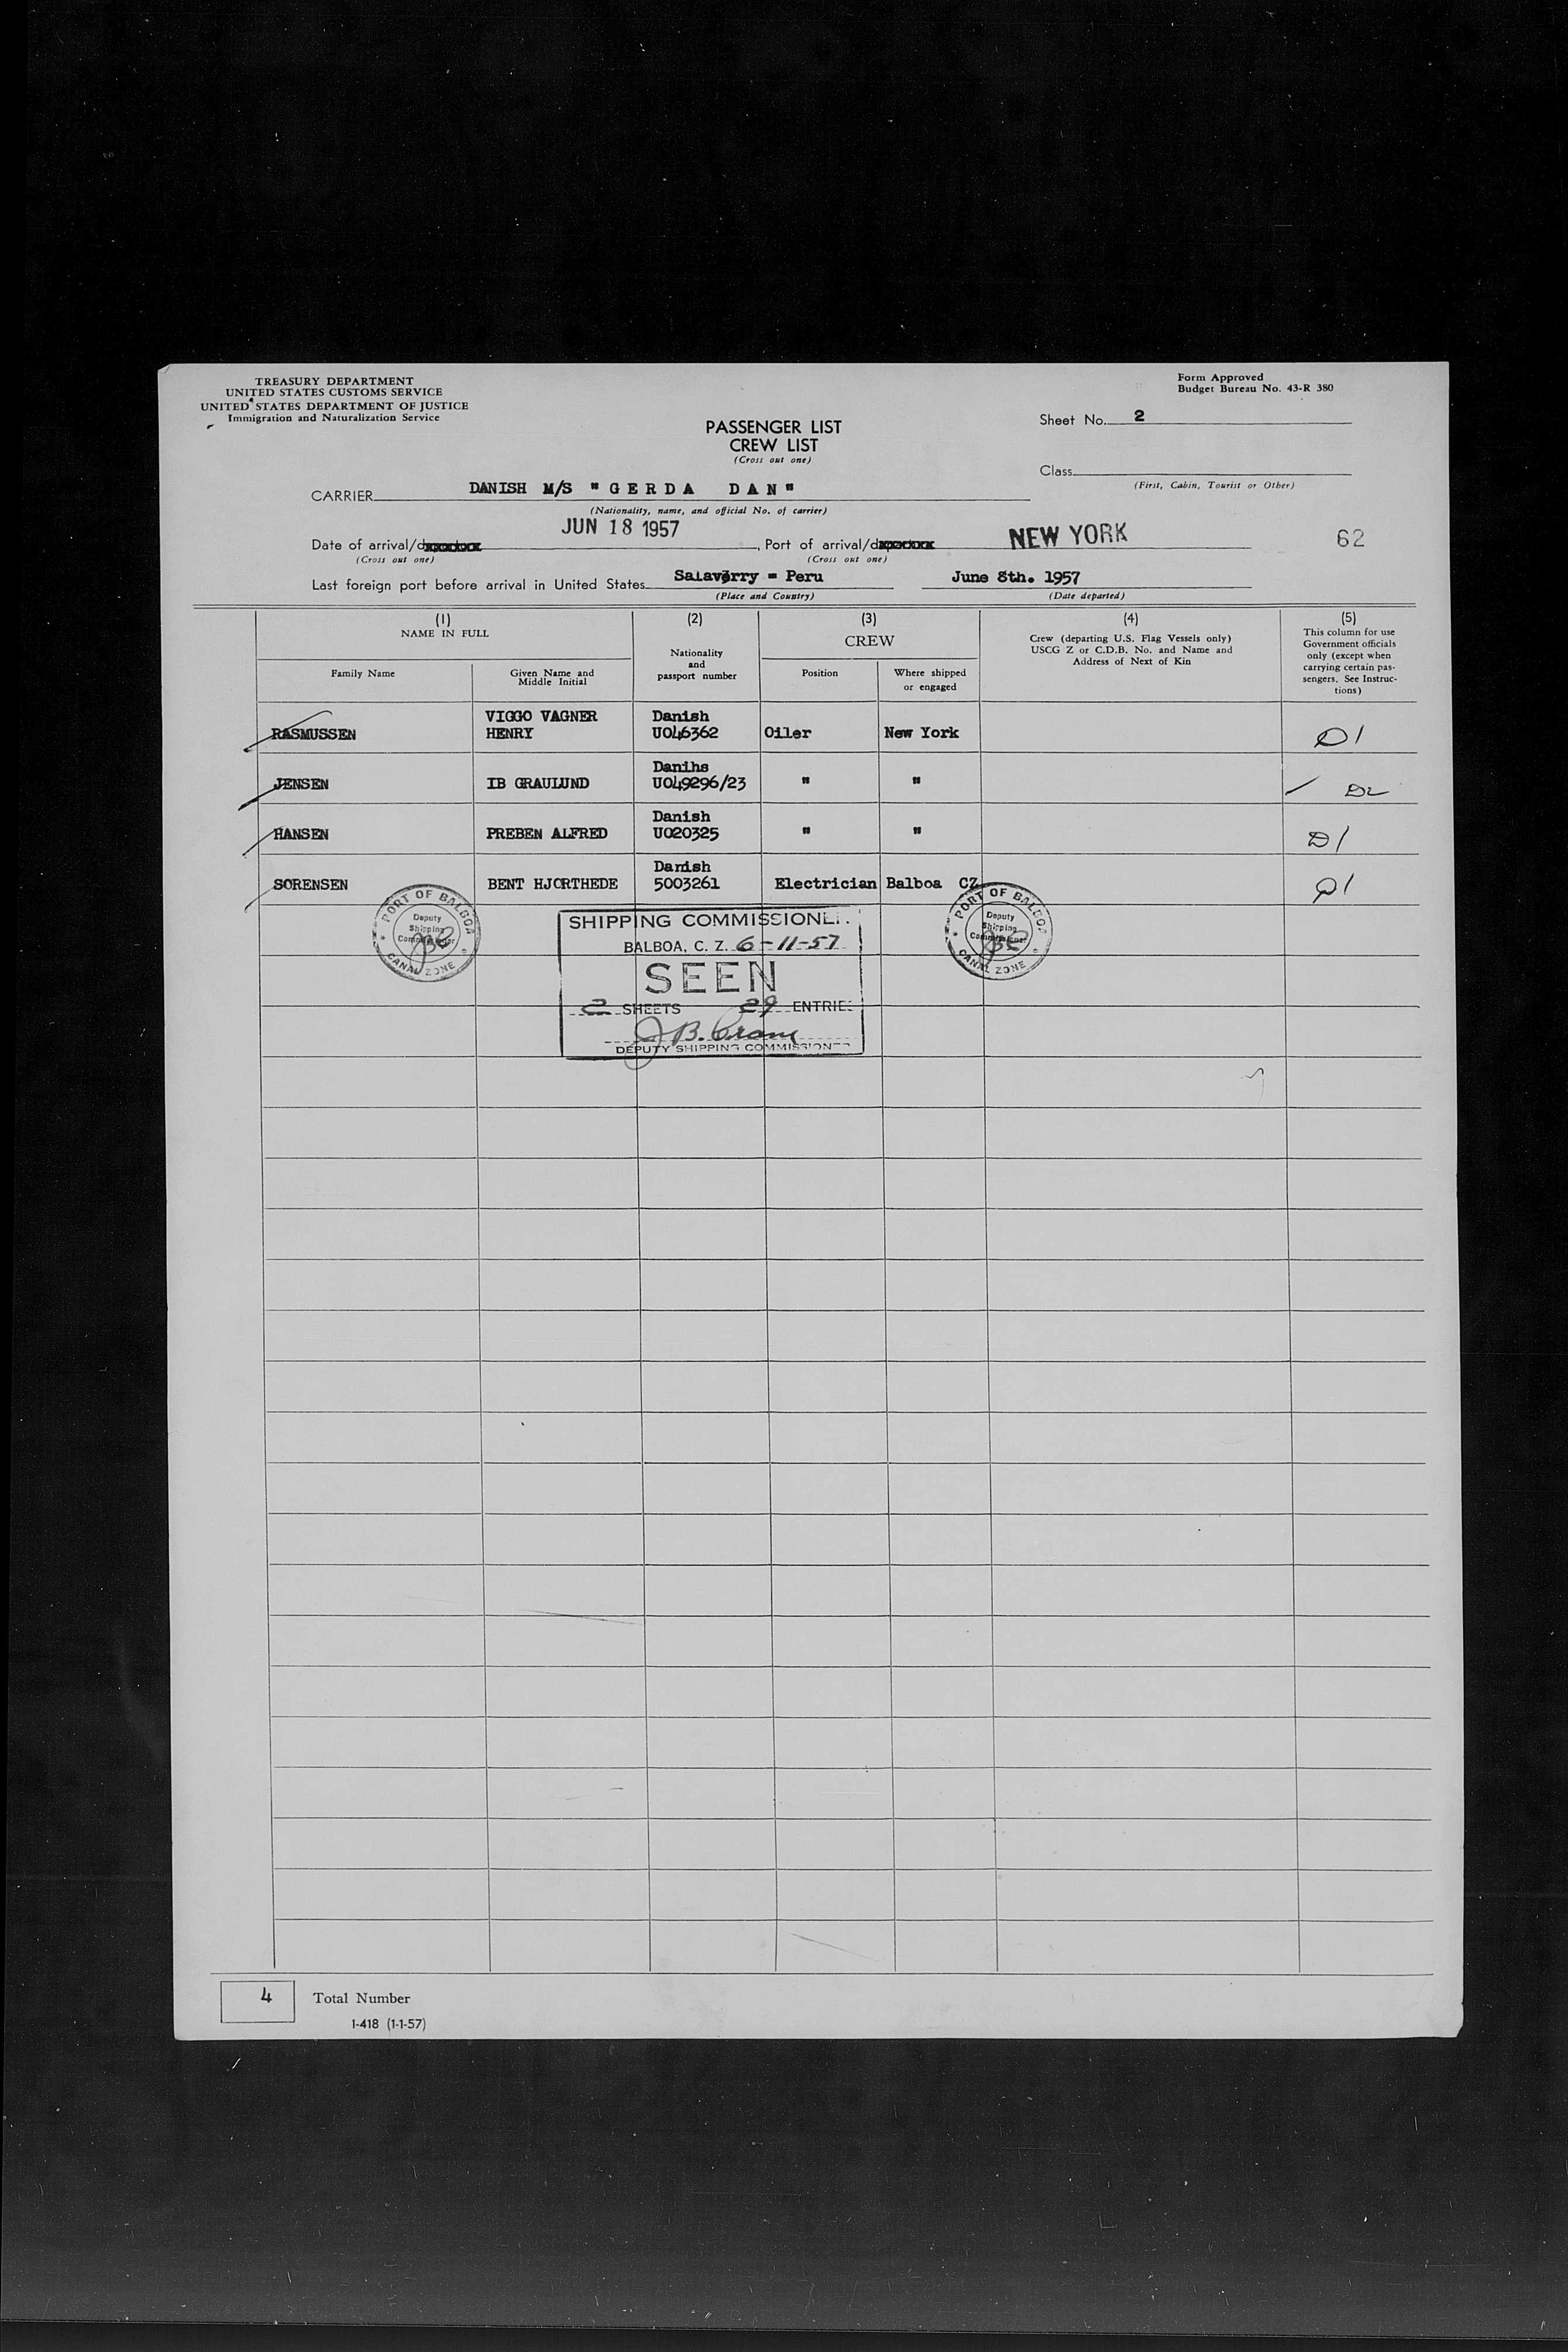 TREASURY DEPARTMENT
UNITED STATES CUSTOMS SERVICE
UNITED STATES DEPARTMENT OF JUSTICE
Immigration and Naturalization Service
Form Approved
Budget Bureau No. 43-R 380
Sheet No. 2
PASSENGER LIST
CREW LIST
(Cross out one)
Class
(First, Cabin, Tourist or Other)
CARRIER DANISH M/S "GERDA DAN"
(Nationality, name, and official No. of carrier)
Date of arrival/d JUN 18 1957, Port of arrival/d NEW YORK 62
(Cross out one) (Cross out one)
Last foreign port before arrival in United States Salaverry = Peru June 8th. 1957
(Place and Country) (Date departed)
(1) (2) (3) (4) (5)
NAME IN FULL
Family Name
Given Name and
Middle Initial
Nationality
and
passport number
CREW
Position
Where shipped
or engaged
Crew (departing U.S. Flag Vessels only)
USCG Z or C.D.B. No. and Name and
Address of Next of Kin
This column for use
Government officials
only (except when
carrying certain pas-
sengers. See Instruc-
tions)
VIGGO VAGNER Danish
RASMUSSEN HENRY U046362 Oiler New York D1
Danihs
JENSEN IB GRAULUND U049296/23 " " D2
Danish
HANSEN PREBEN ALFRED U020325 " " D1
Danish
SORENSEN BENT HJORTHEDE 5003261 Electrician Balboa CZ D1
PORT OF BALBOA
Deputy
Shipping
Commissioner
CANAL ZONE
SHIPPING COMMISSIONER
BALBOA, C. Z. 6-11-57
SEEN
2 SHEETS 29 ENTRIES
J.B. Crane
DEPUTY SHIPPING COMMISSIONER
PORT OF BALBOA
Deputy
Shipping
Commissioner
CANAL ZONE
4 Total Number
I-418 (1-1-57)